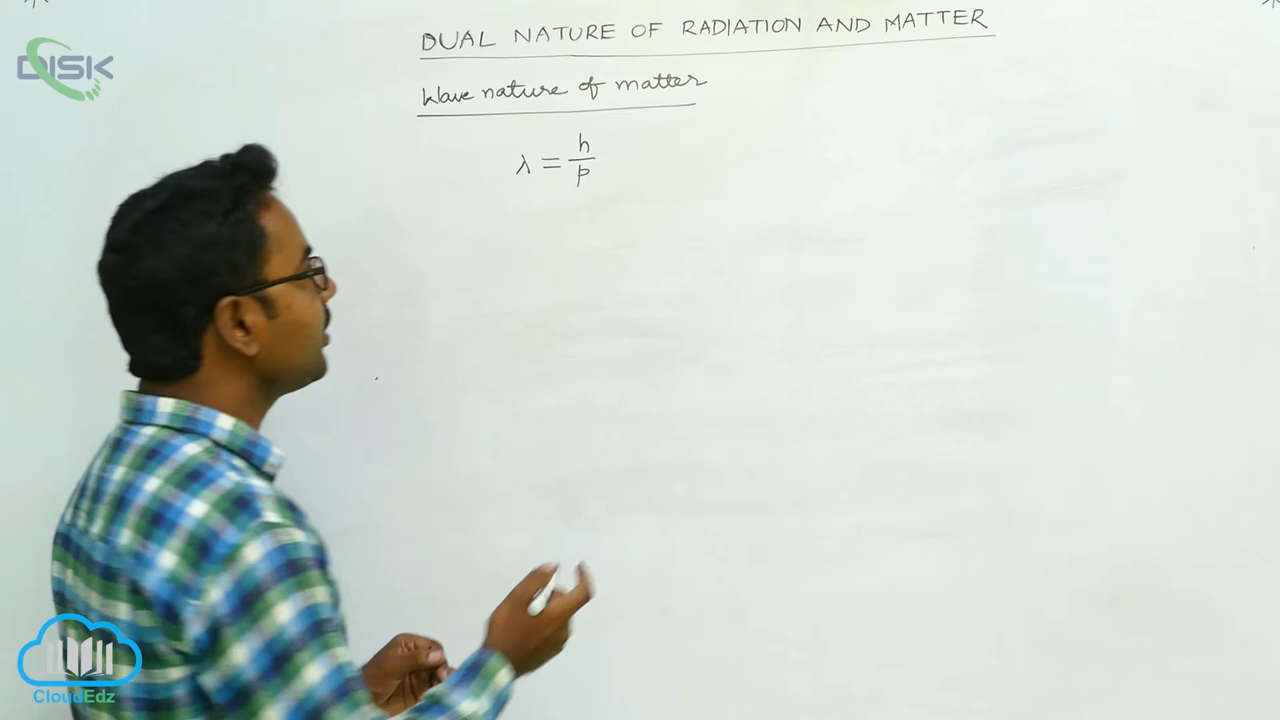 DISK
DUAL NATURE OF RADIATION AND MATTER
Wave nature of matter
λ = h/p
CloudEdz